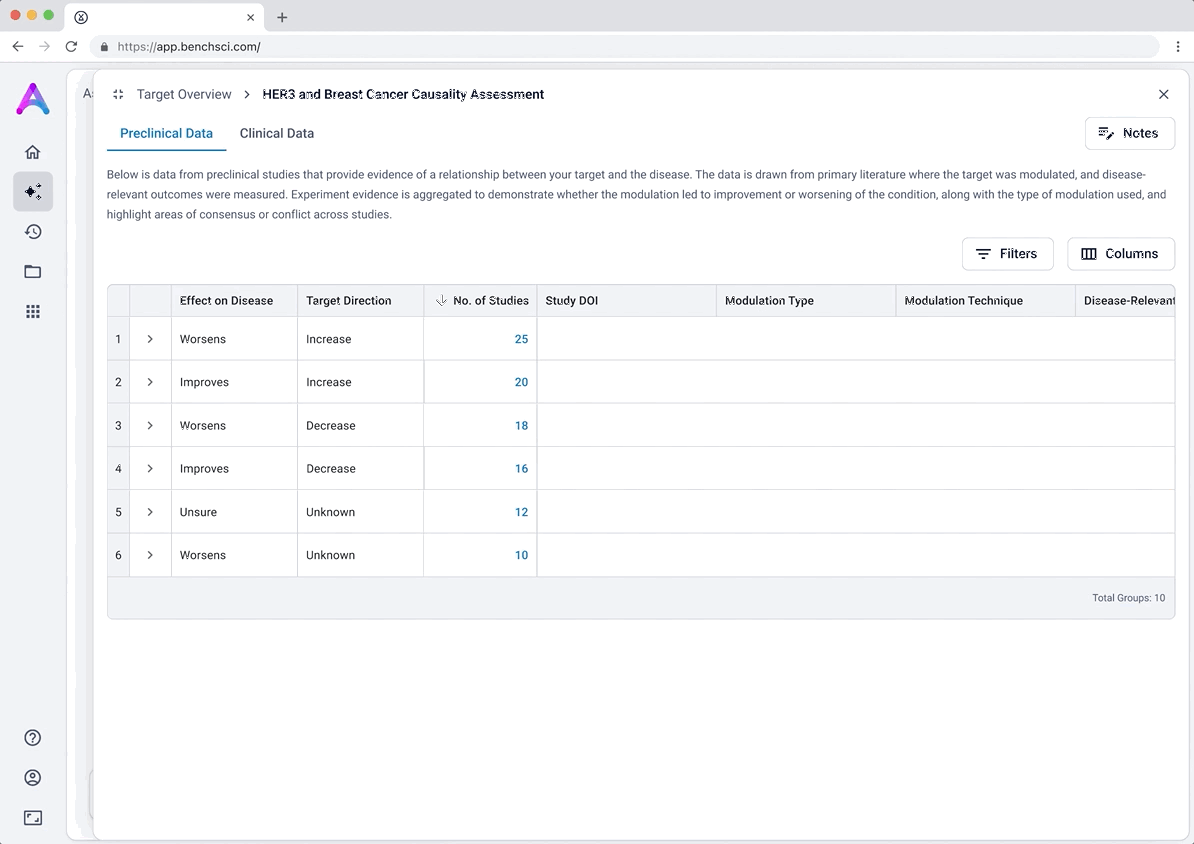 https://app.benchsci.com/
Target Overview > HER3 and Breast Cancer Causality Assessment
Preclinical Data Clinical Data
Notes
Below is data from preclinical studies that provide evidence of a relationship between your target and the disease. The data is drawn from primary literature where the target was modulated, and disease-
relevant outcomes were measured. Experiment evidence is aggregated to demonstrate whether the modulation led to improvement or worsening of the condition, along with the type of modulation used, and
highlight areas of consensus or conflict across studies.
Filters Columns
Effect on Disease Target Direction No. of Studies Study DOI Modulation Type Modulation Technique Disease-Relevant
1 Worsens Increase 25
2 Improves Increase 20
3 Worsens Decrease 18
4 Improves Decrease 16
5 Unsure Unknown 12
6 Worsens Unknown 10
Total Groups: 10